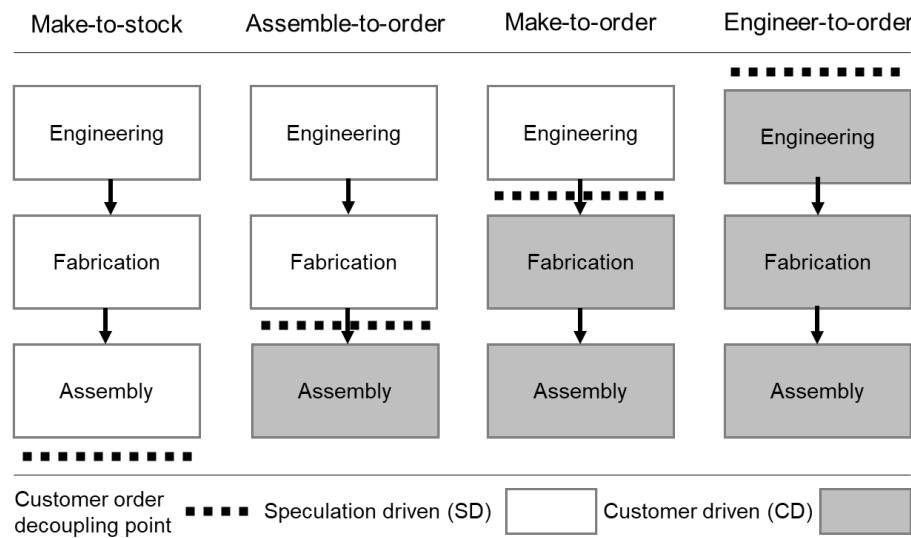 Make-to-stock Assemble-to-order Make-to-order Engineer-to-order
Engineering Engineering Engineering Engineering
Fabrication Fabrication Fabrication Fabrication
Assembly Assembly Assembly Assembly
Customer order
decoupling point Speculation driven (SD) Customer driven (CD)